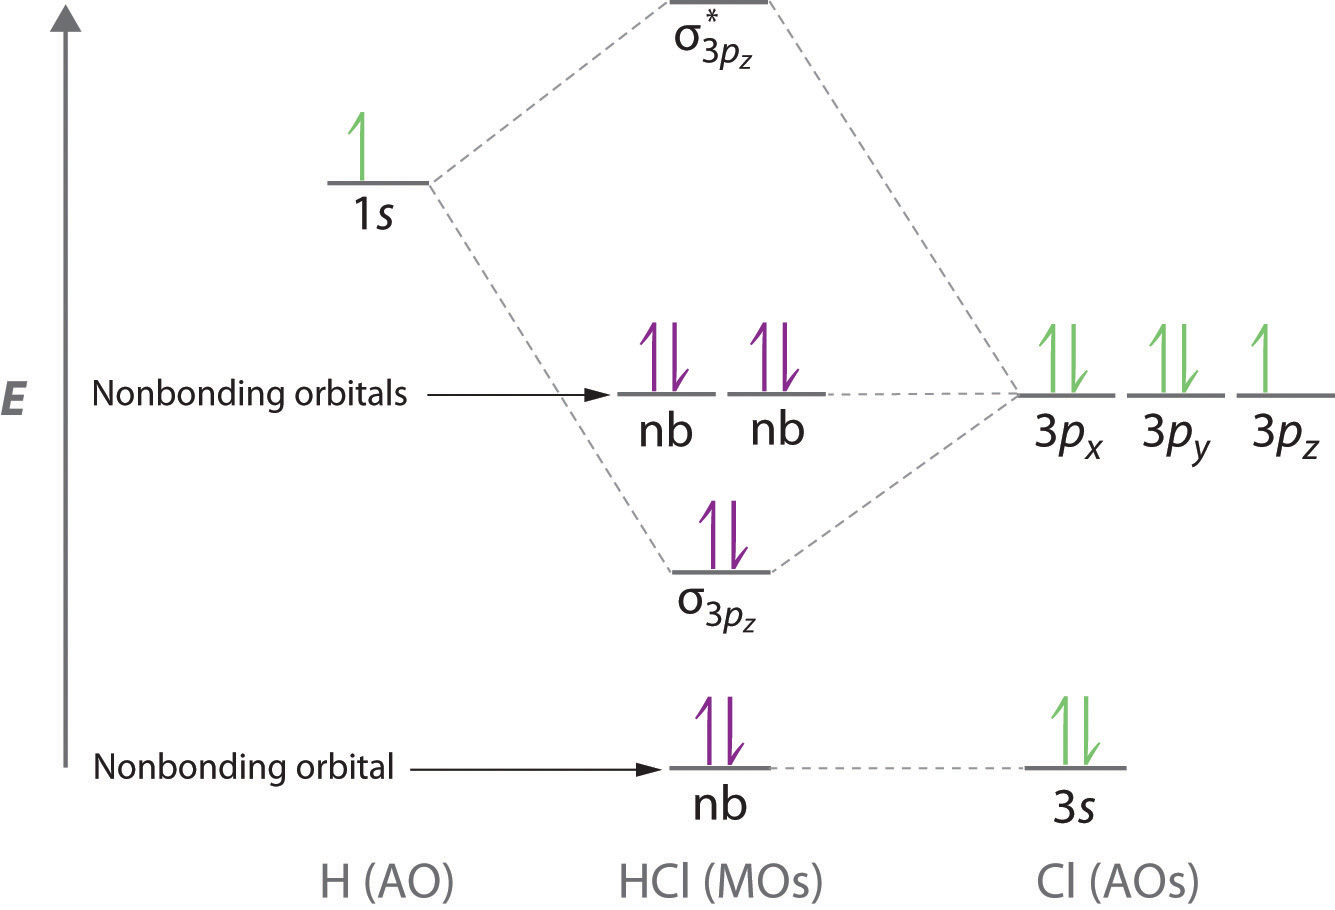 σ*3pz
1s
E
Nonbonding orbitals
nb nb
3px 3py 3pz
σ3pz
Nonbonding orbital
nb
3s
H (AO) HCl (MOs) Cl (AOs)